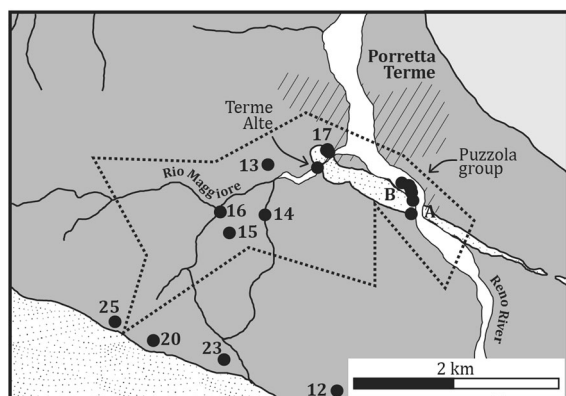 Porretta
Terme
Terme
Alte
17
Puzzola
group
13
Rio Maggiore
B
A
16
14
15
Reno River
25
20
23
2 km
12